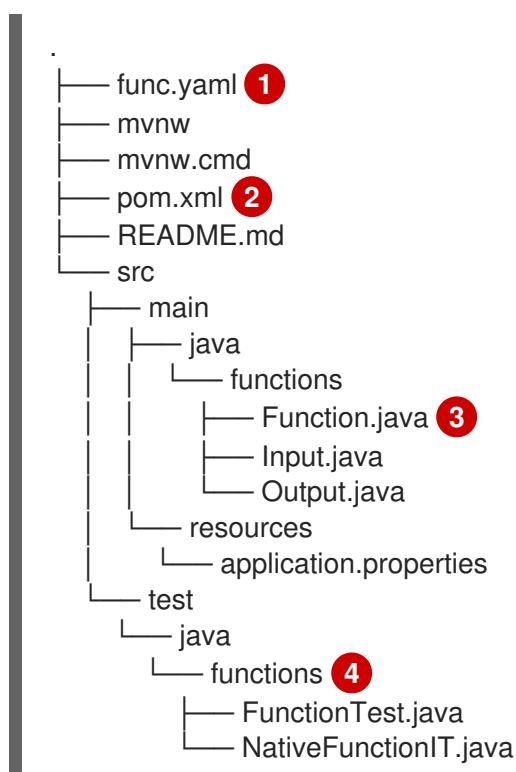 .
├── func.yaml 1
├── mvnw
├── mvnw.cmd
├── pom.xml 2
├── README.md
└── src
    ├── main
    │   ├── java
    │   │   └── functions
    │   │       ├── Function.java 3
    │   │       ├── Input.java
    │   │       └── Output.java
    │   └── resources
    │       └── application.properties
    └── test
        └── java
            └── functions 4
                ├── FunctionTest.java
                └── NativeFunctionIT.java